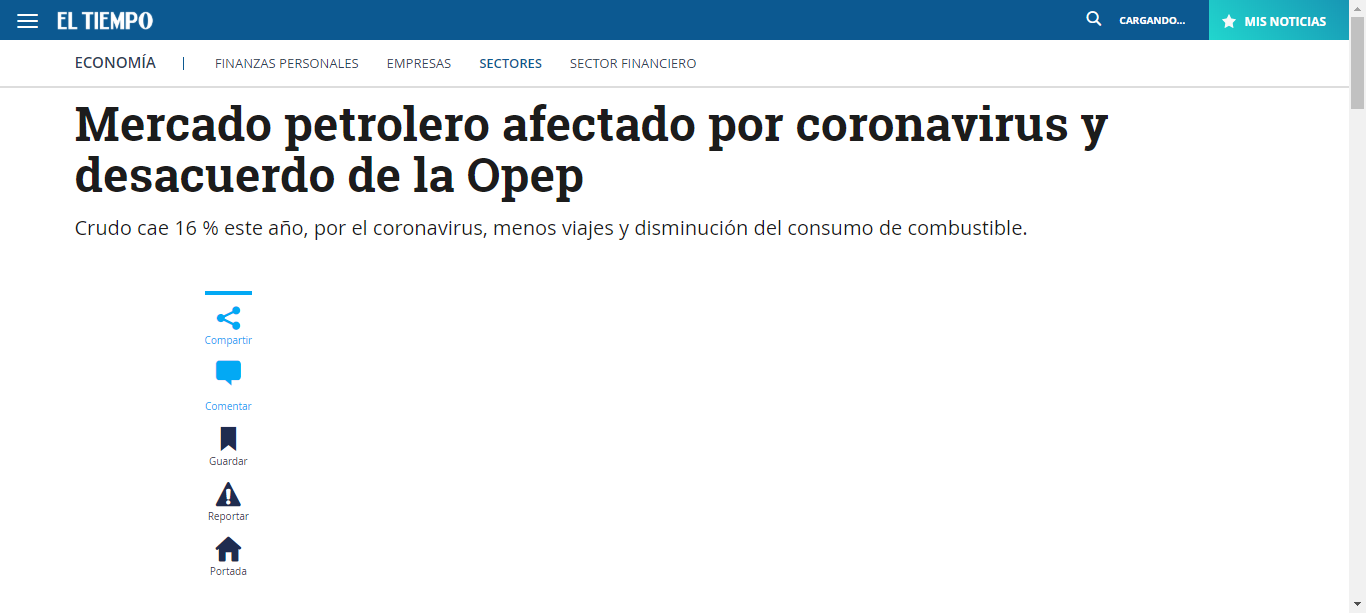 EL TIEMPO
CARGANDO...
MIS NOTICIAS
ECONOMÍA | FINANZAS PERSONALES EMPRESAS SECTORES SECTOR FINANCIERO
Mercado petrolero afectado por coronavirus y
desacuerdo de la Opep
Crudo cae 16 % este año, por el coronavirus, menos viajes y disminución del consumo de combustible.
Compartir
Comentar
Guardar
Reportar
Portada